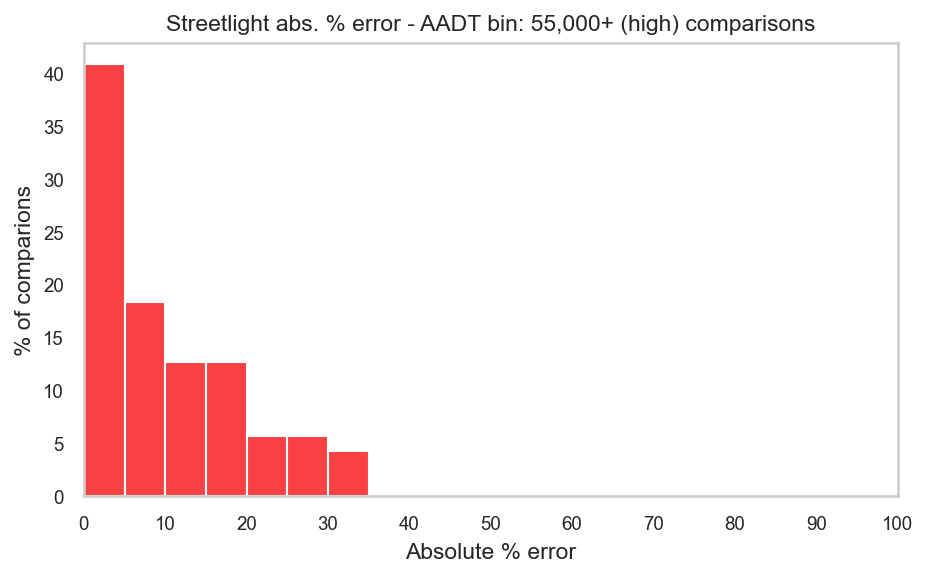 Streetlight abs. % error - AADT bin: 55,000+ (high) comparisons
40
35
30
25
20
15
10
5
0
% of comparions
0 10 20 30 40 50 60 70 80 90 100
Absolute % error